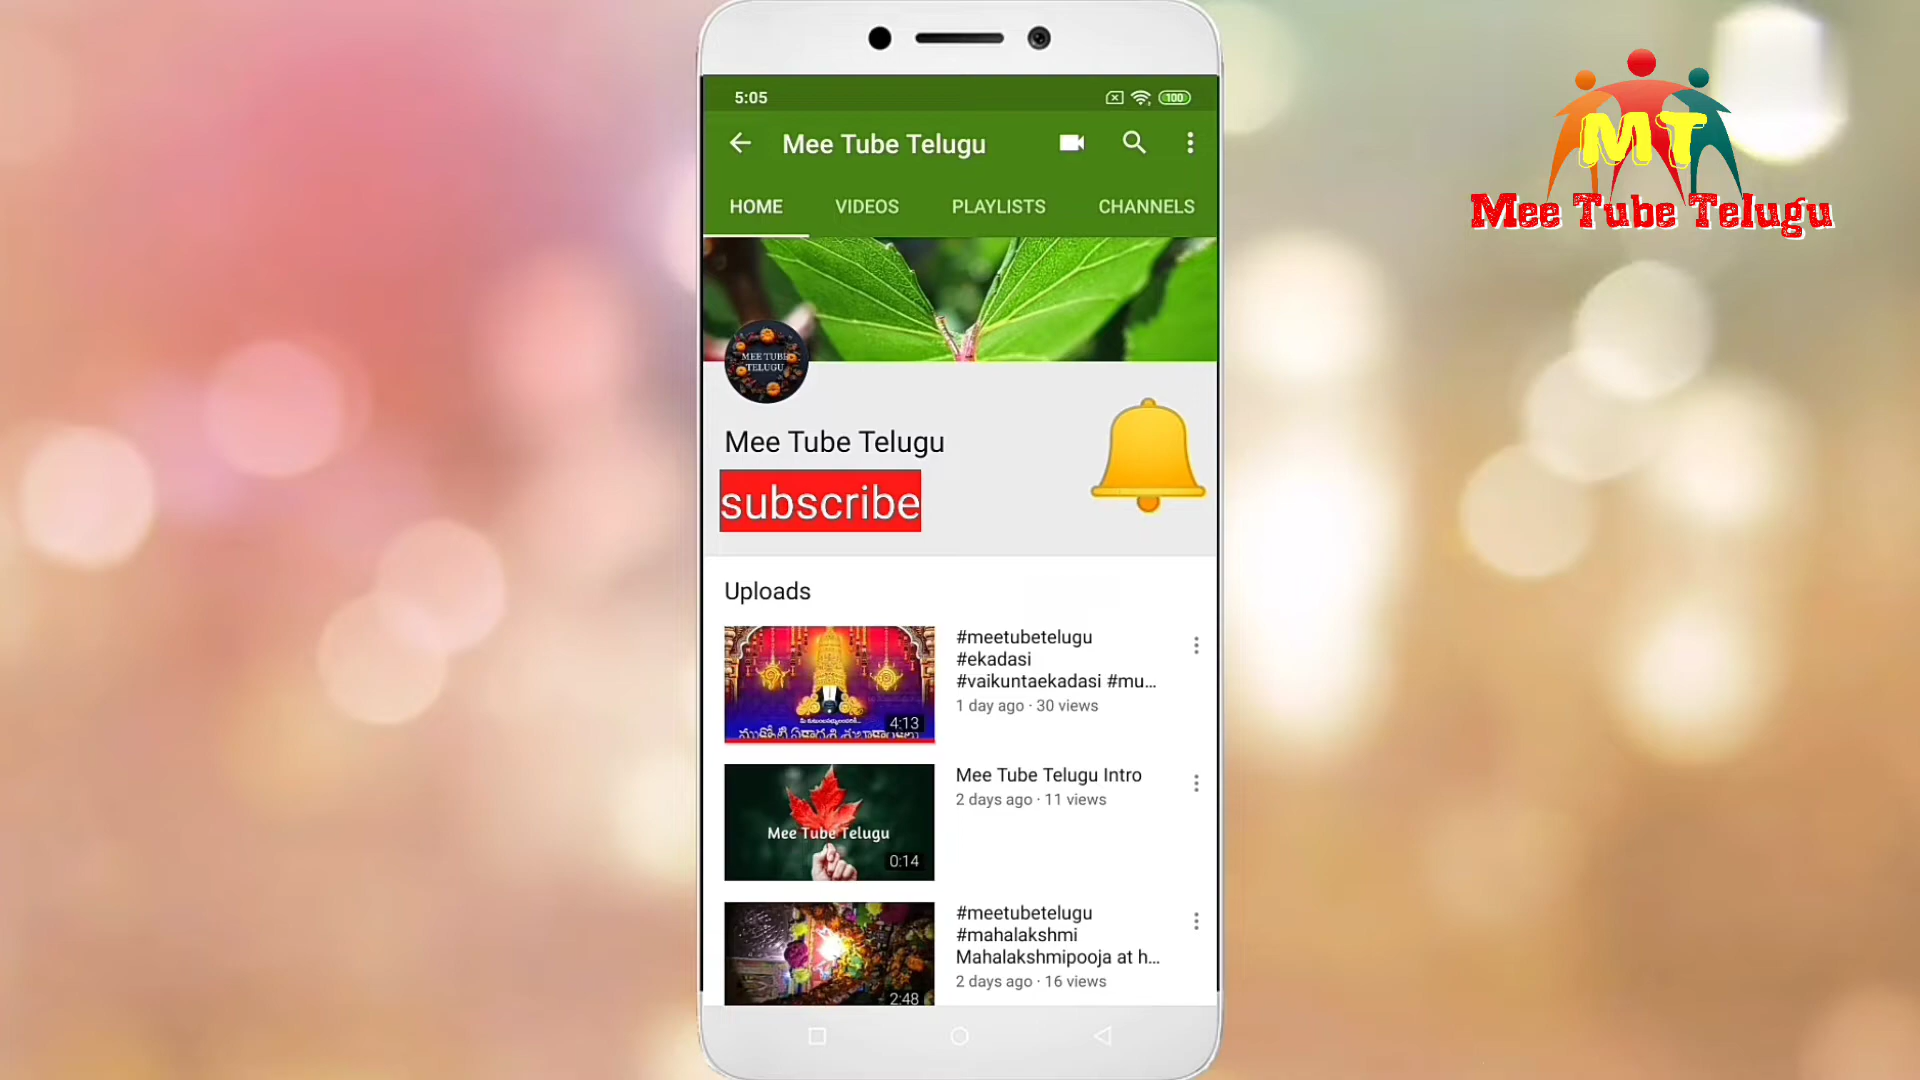 5:05
100
Mee Tube Telugu
HOME VIDEOS PLAYLISTS CHANNELS
MEE TUBE
TELUGU
Mee Tube Telugu
subscribe
Uploads
#meetubetelugu
#ekadasi
#vaikuntaekadasi #mu...
1 day ago · 30 views
4:13
ముక్కోటి ఏకాదశి శుభాకాంక్షలు
Mee Tube Telugu Intro
2 days ago · 11 views
Mee Tube Telugu
0:14
#meetubetelugu
#mahalakshmi
Mahalakshmipooja at h...
2 days ago · 16 views
2:48
MT
Mee Tube Telugu